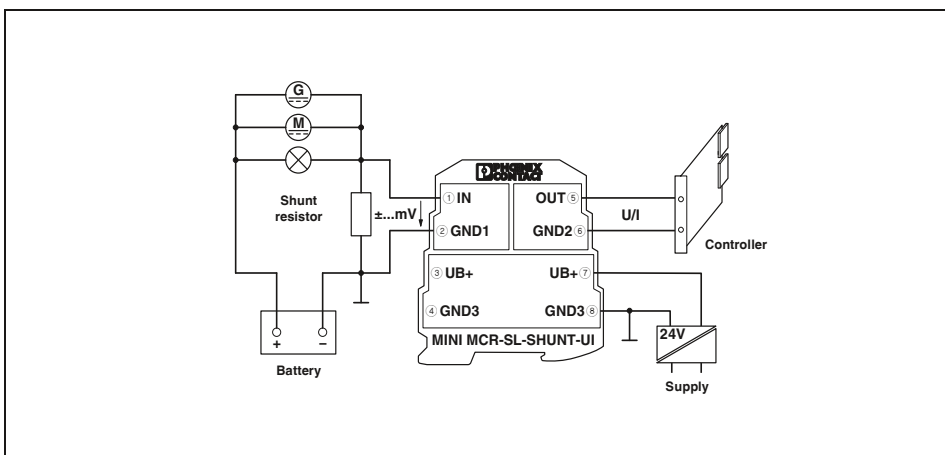 G
M
PHOENIX
CONTACT
Shunt
resistor
±...mV
1 IN
OUT 5
2 GND1
GND2 6
U/I
Controller
3 UB+
UB+ 7
4 GND3
GND3 8
MINI MCR-SL-SHUNT-UI
24V
Supply
+ −
Battery